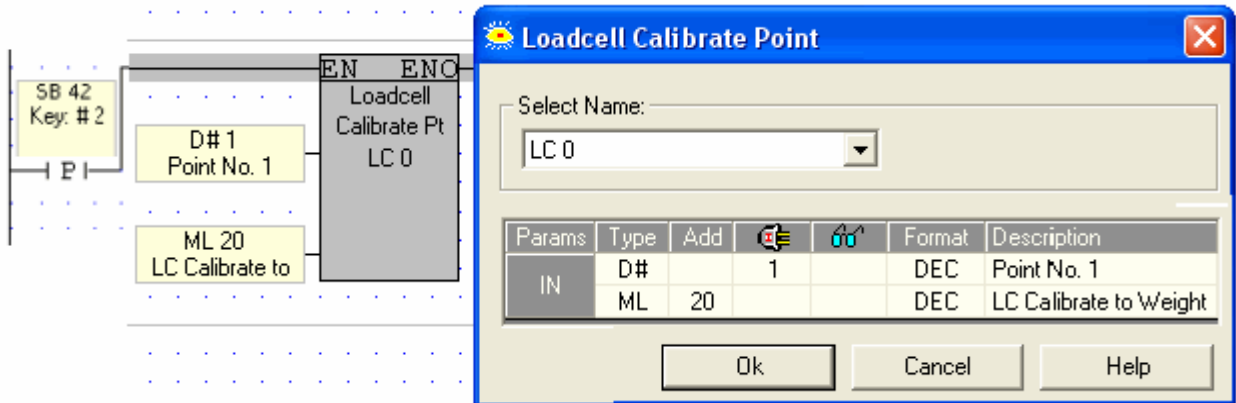 SB 42
Key: # 2
P
D# 1
Point No. 1
ML 20
LC Calibrate to
EN ENO
Loadcell
Calibrate Pt
LC 0
Loadcell Calibrate Point
Select Name:
LC 0
Params Type Add Format Description
IN D# 1 DEC Point No. 1
ML 20 DEC LC Calibrate to Weight
Ok Cancel Help